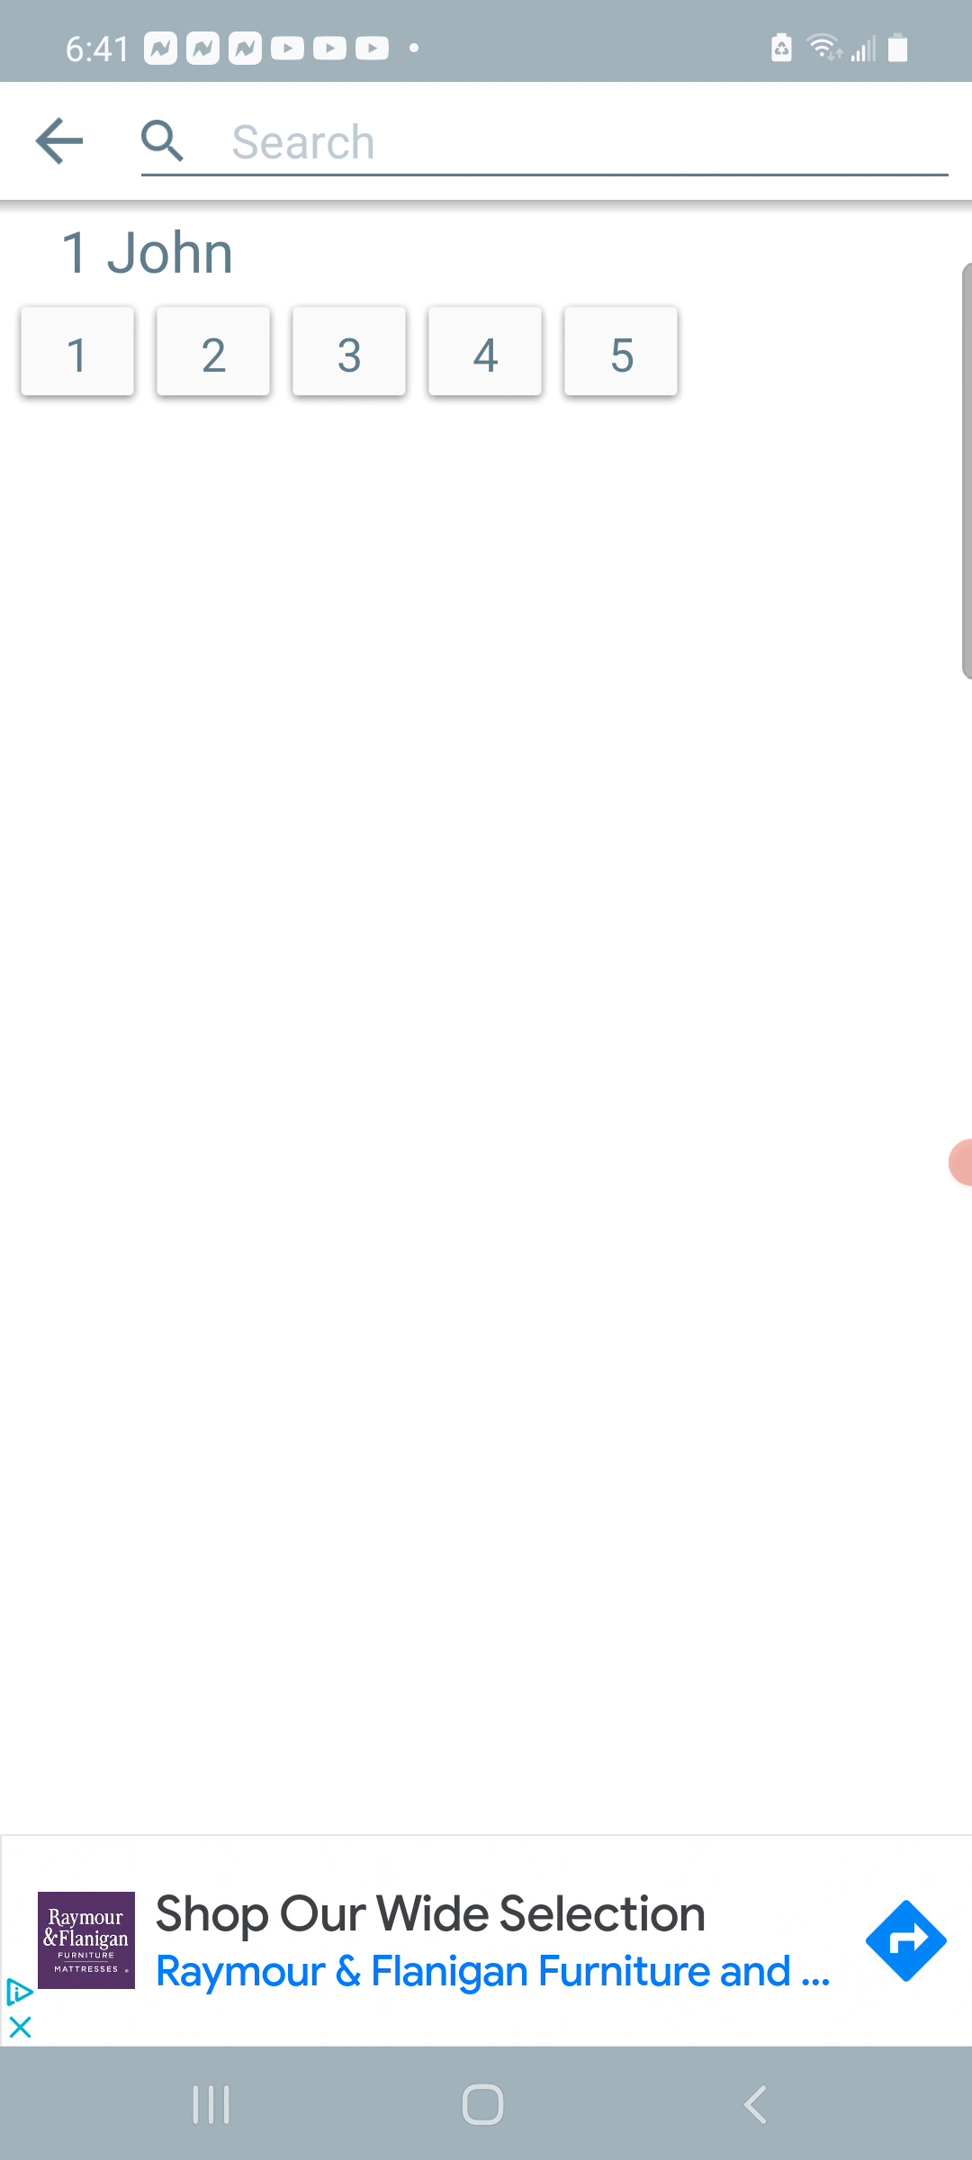 6:41
Search
1 John
1 2 3 4 5
Shop Our Wide Selection
Raymour & Flanigan Furniture and ...
Raymour
&Flanigan
FURNITURE
MATTRESSES